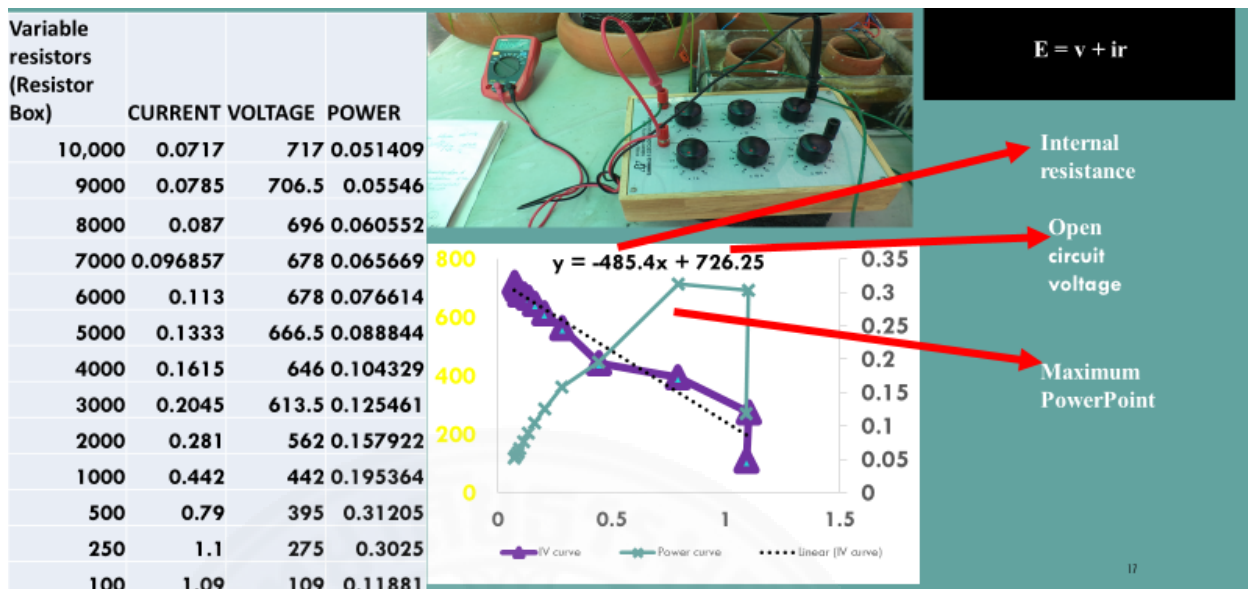 Variable
resistors
(Resistor
Box) CURRENT VOLTAGE POWER
10,000 0.0717 717 0.051409
9000 0.0785 706.5 0.05546
8000 0.087 696 0.060552
7000 0.096857 678 0.065669
6000 0.113 678 0.076614
5000 0.1333 666.5 0.088844
4000 0.1615 646 0.104329
3000 0.2045 613.5 0.125461
2000 0.281 562 0.157922
1000 0.442 442 0.195364
500 0.79 395 0.31205
250 1.1 275 0.3025
100 1.09 109 0.11881
y = -485.4x + 726.25
800
600
400
200
0
0.35
0.3
0.25
0.2
0.15
0.1
0.05
0
0 0.5 1 1.5
IV curve Power curve Linear (IV curve)
E = v + ir
Internal
resistance
Open
circuit
voltage
Maximum
PowerPoint
17